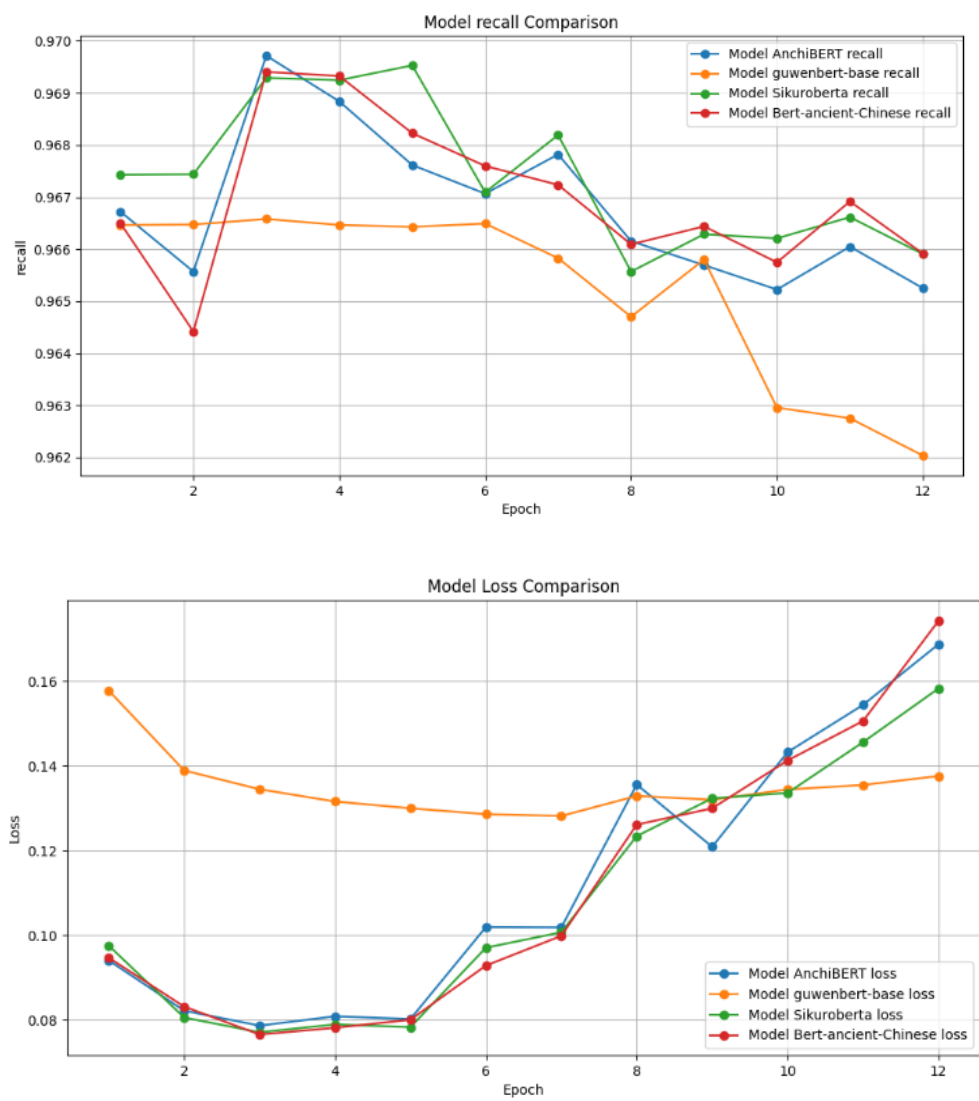 Model recall Comparison
0.970
0.969
0.968
0.967
0.966
0.965
0.964
0.963
0.962
recall
Model AnchiBERT recall
Model guwenbert-base recall
Model Sikuroberta recall
Model Bert-ancient-Chinese recall
2 4 6 8 10 12
Epoch
Model Loss Comparison
0.16
0.14
0.12
0.10
0.08
Loss
Model AnchiBERT loss
Model guwenbert-base loss
Model Sikuroberta loss
Model Bert-ancient-Chinese loss
2 4 6 8 10 12
Epoch